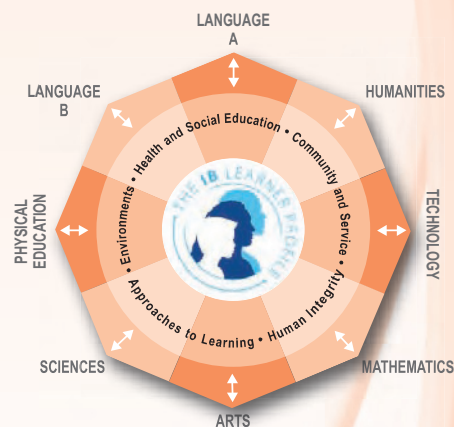 LANGUAGE
A
HUMANITIES
TECHNOLOGY
MATHEMATICS
ARTS
SCIENCES
PHYSICAL
EDUCATION
LANGUAGE
B
• Health and Social Education • Community and Service • Human Integrity • Approaches to Learning • Environments
THE IB LEARNER PROFILE